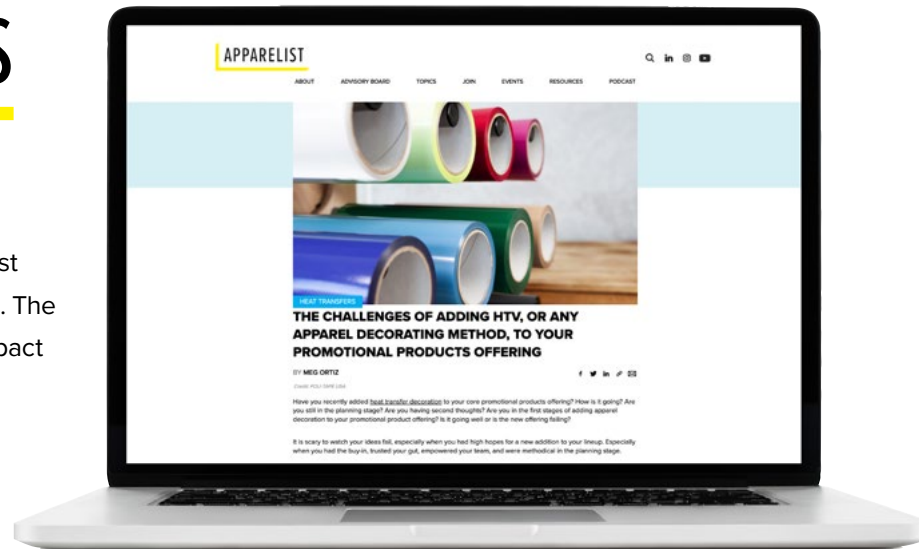 S
st
. The
pact
APPARELIST
ABOUT ADVISORY BOARD TOPICS JOIN EVENTS RESOURCES PODCAST
HEAT TRANSFERS
THE CHALLENGES OF ADDING HTV, OR ANY
APPAREL DECORATING METHOD, TO YOUR
PROMOTIONAL PRODUCTS OFFERING
BY MEG ORTIZ
Credit: POLI-TAPE USA
Have you recently added heat transfer decoration to your core promotional products offering? How is it going? Are
you still in the planning stage? Are you having second thoughts? Are you in the first stages of adding apparel
decoration to your promotional product offering? Is it going well or is the new offering failing?
It is scary to watch your ideas fail, especially when you had high hopes for a new addition to your lineup. Especially
when you had the buy-in, trusted your gut, empowered your team, and were methodical in the planning stage.